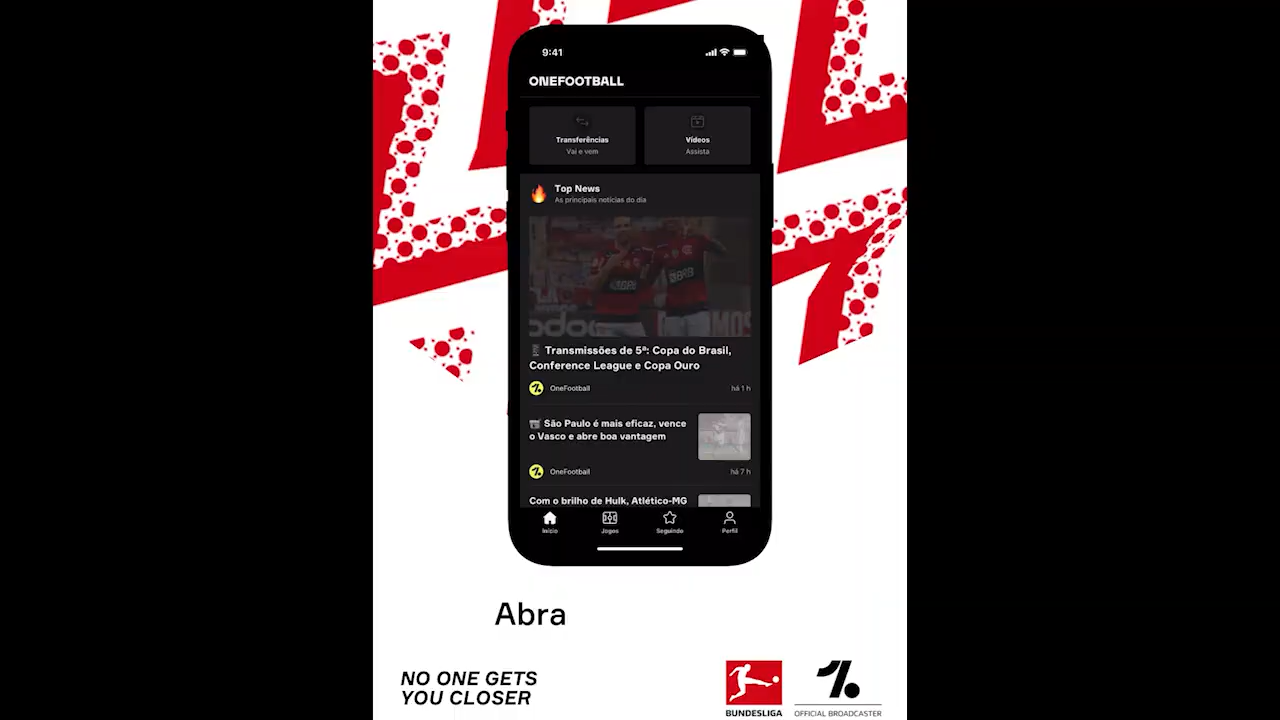 9:41
ONEFOOTBALL
Transferências
Vai e vem
Vídeos
Assista
Top News
As principais notícias do dia
Transmissões de 5ª: Copa do Brasil,
Conference League e Copa Ouro
OneFootball
há 1 h
São Paulo é mais eficaz, vence
o Vasco e abre boa vantagem
OneFootball
há 7 h
Com o brilho de Hulk, Atlético-MG
Início
Jogos
Seguindo
Perfil
Abra
NO ONE GETS
YOU CLOSER
BUNDESLIGA
OFFICIAL BROADCASTER